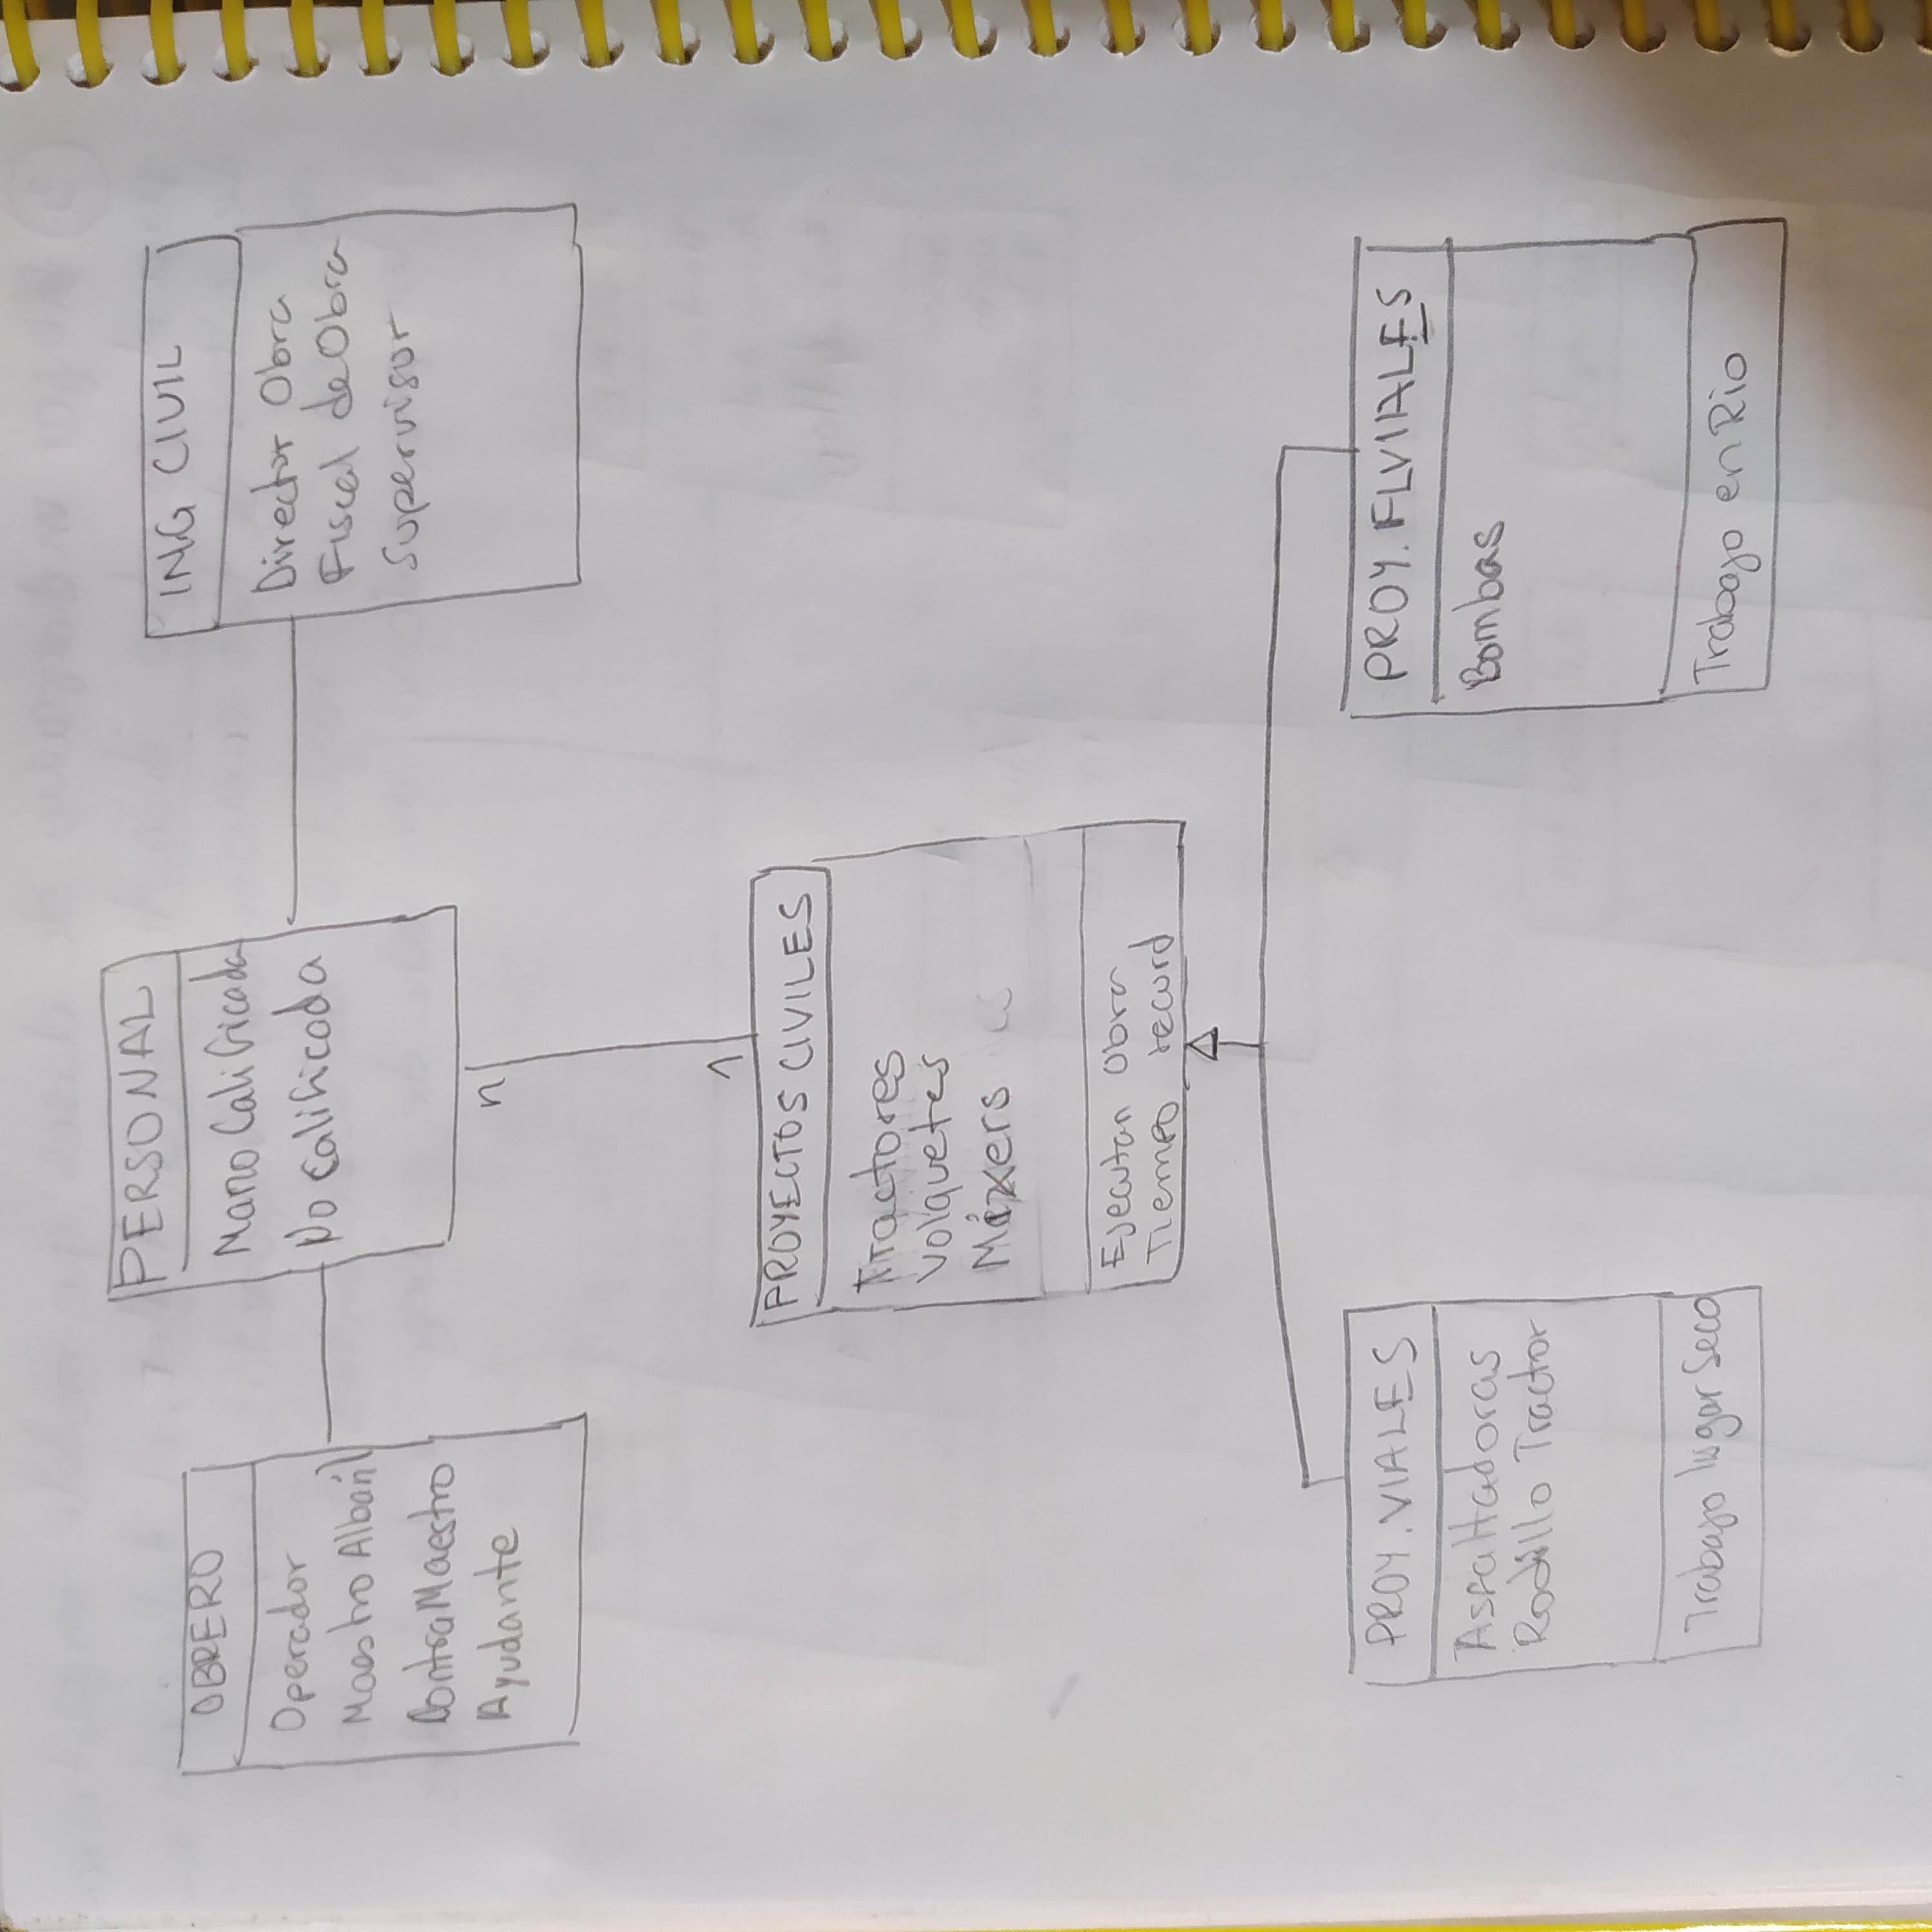 PERSONAL
Mano Calificada
No calificada
OBRERO
Operador
Maestro Albañil
ContraMaestro
Ayudante
ING CIVIL
Director Obra
Fiscal de Obra
Supervisor
n
1
PROYECTOS CIVILES
Tractores
Volquetes
Mixers
Ejecutan Obra
Tiempo record
PROY. VIALES
Asfaltadoras
Rodillo Tractor
Trabajo lugar Seco
PROY. FLVIALES
Bombas
Trabajo en Rio